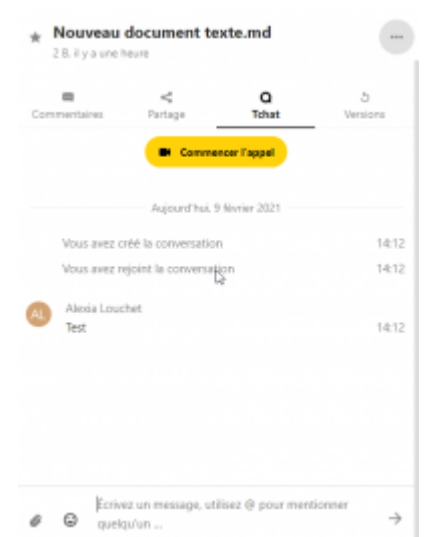 ★ Nouveau document texte.md
2 B, il y a une heure
Commentaires Partage Tchat Versions
Commencer l'appel
Aujourd'hui, 9 février 2021
Vous avez créé la conversation 14:12
Vous avez rejoint la conversation 14:12
AL Alexia Louchet
Test 14:12
Écrivez un message, utilisez @ pour mentionner
quelqu'un ...